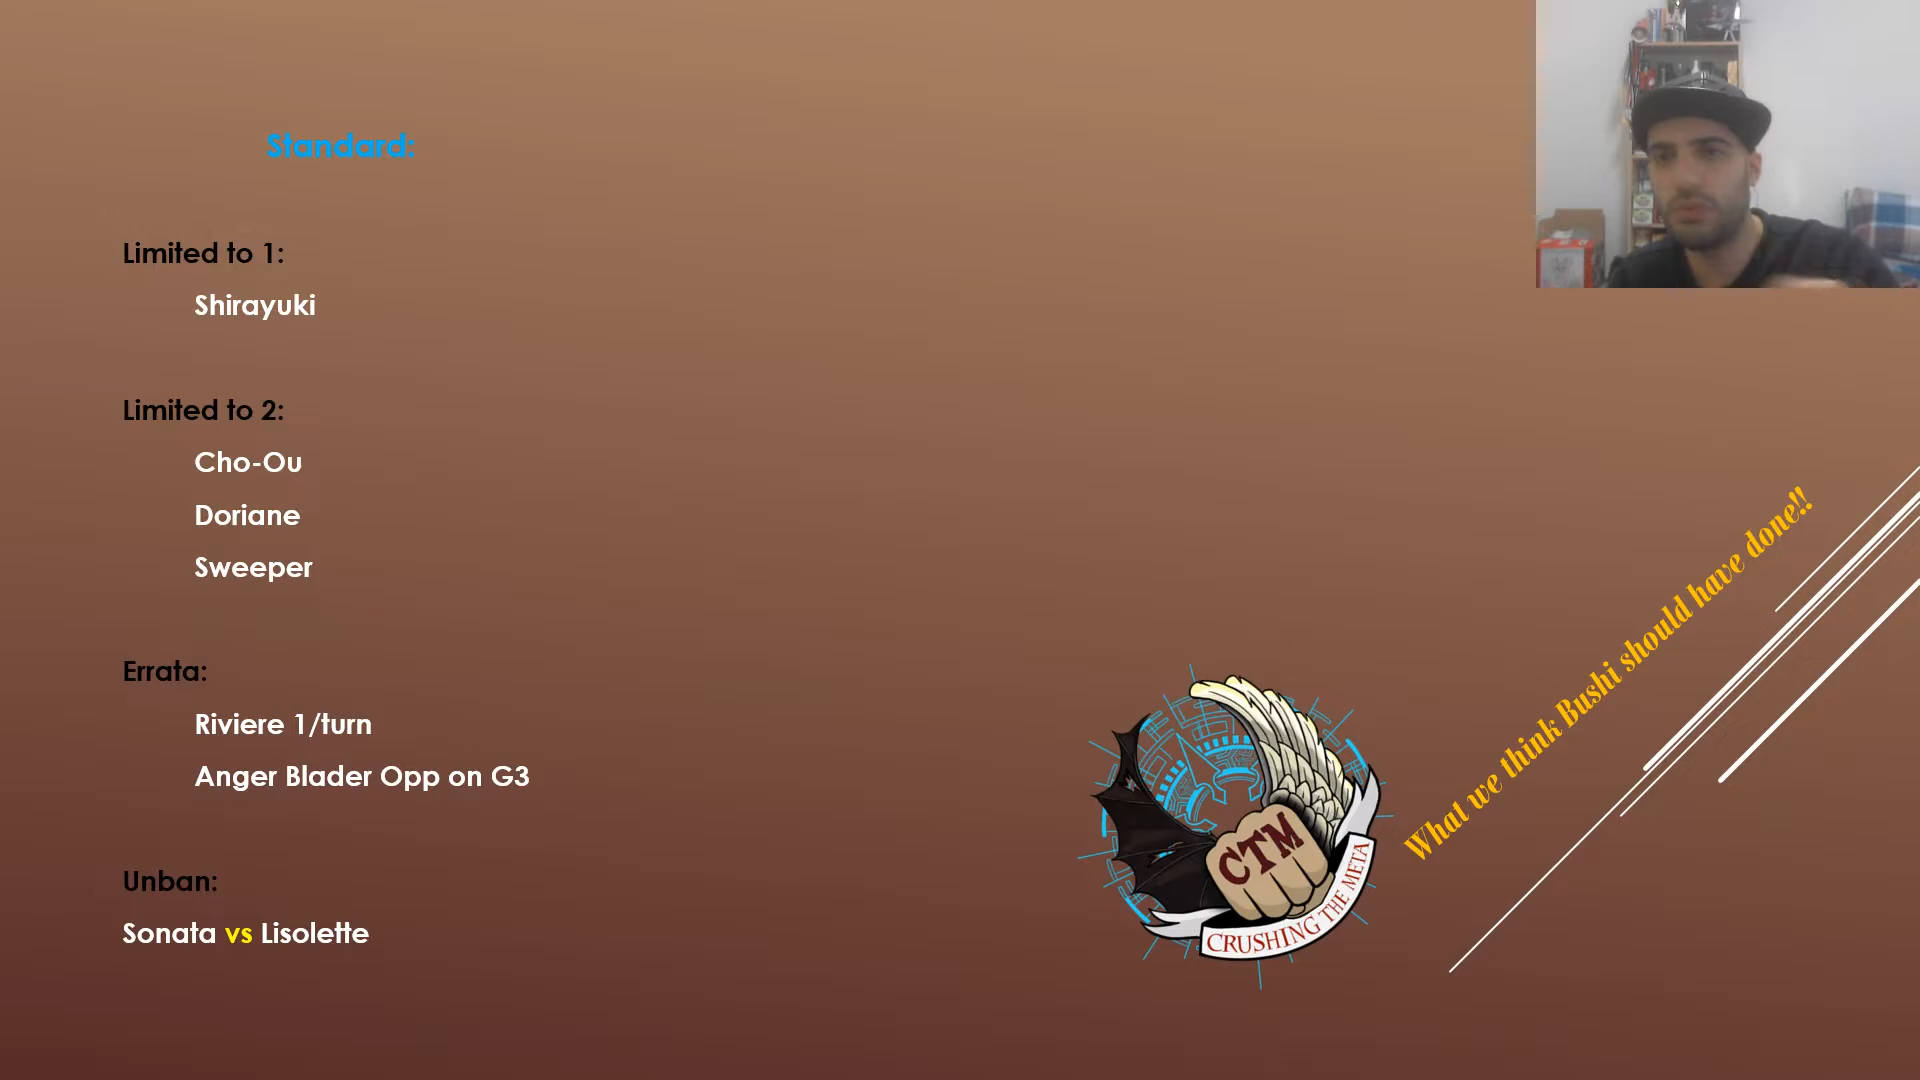 Standard:
Limited to 1:
Shirayuki
Limited to 2:
Cho-Ou
Doriane
Sweeper
Errata:
Riviere 1/turn
Anger Blader Opp on G3
Unban:
Sonata vs Lisolette
What we think Bushi should have done!!
CTM
CRUSHING THE META